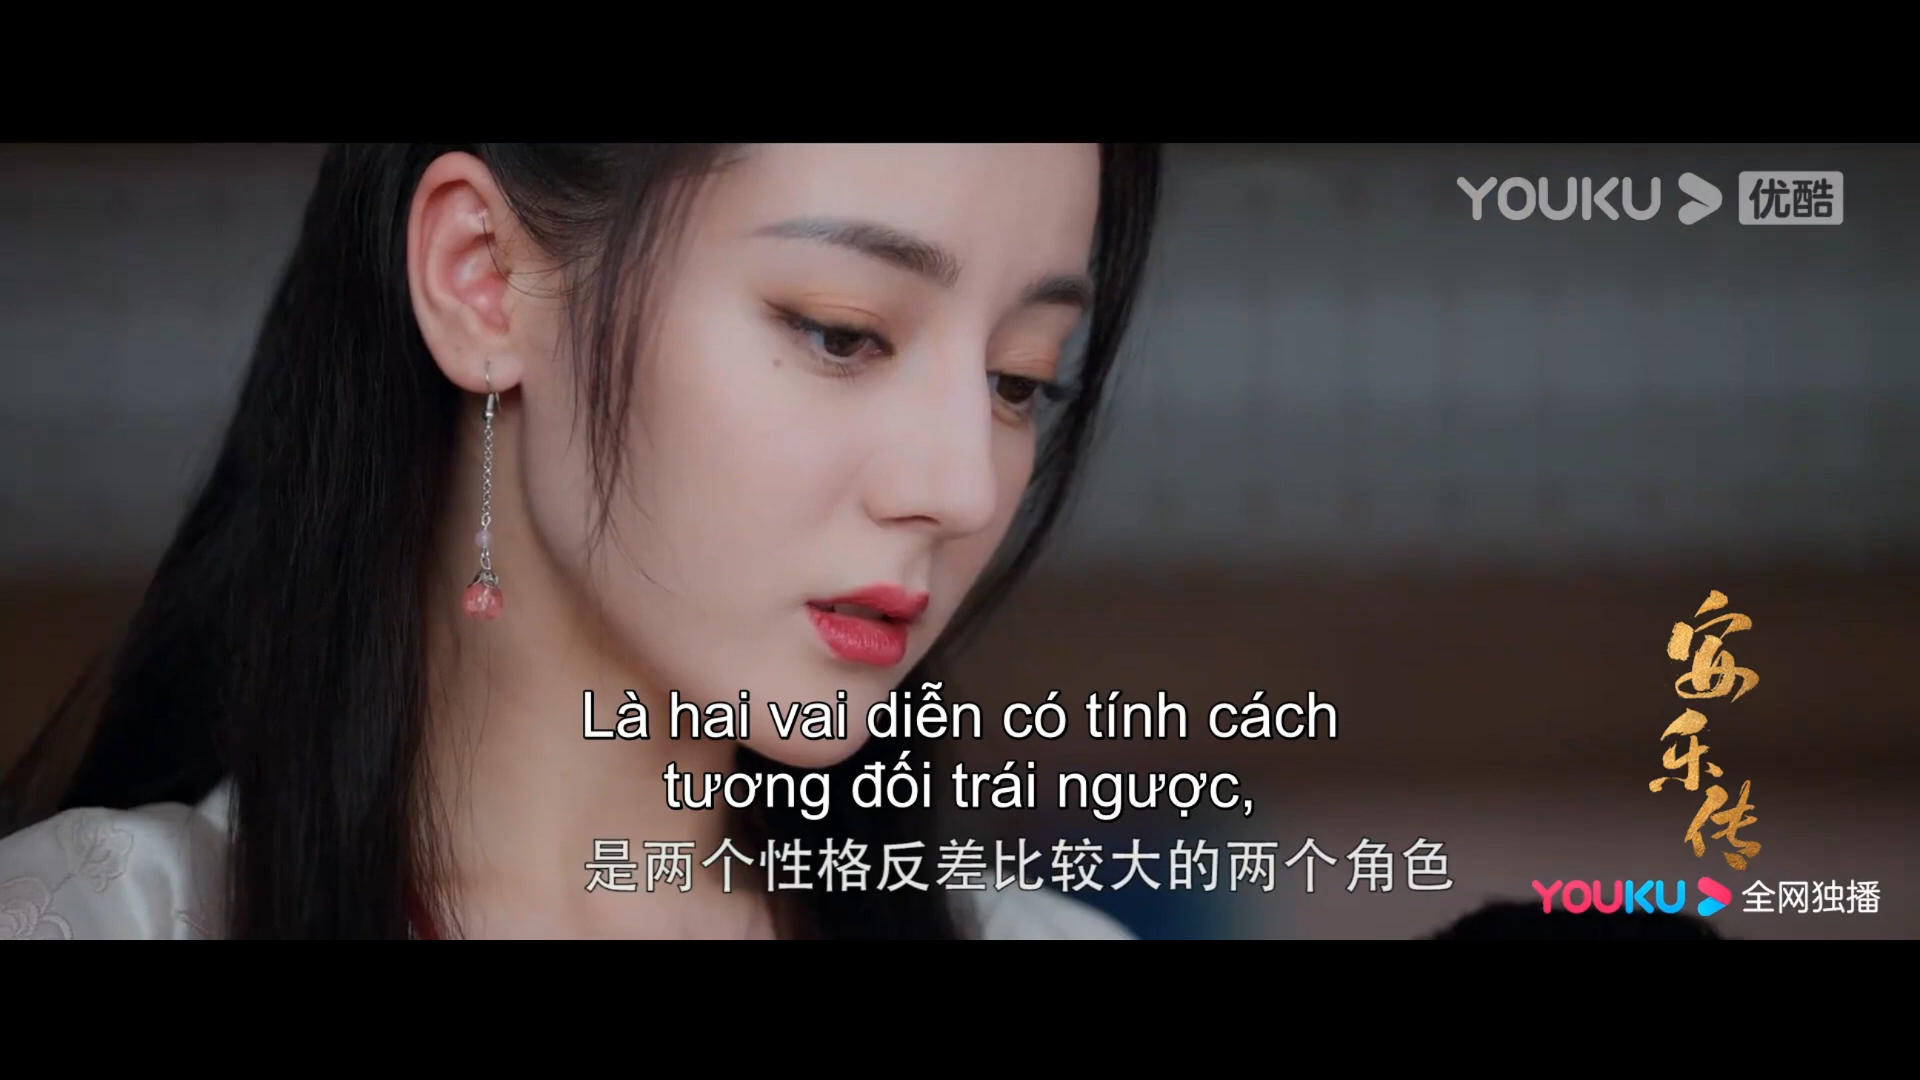 YOUKU 优酷
Là hai vai diễn có tính cách
tương đối trái ngược,
是两个性格反差比较大的两个角色
安乐传
YOUKU 全网独播